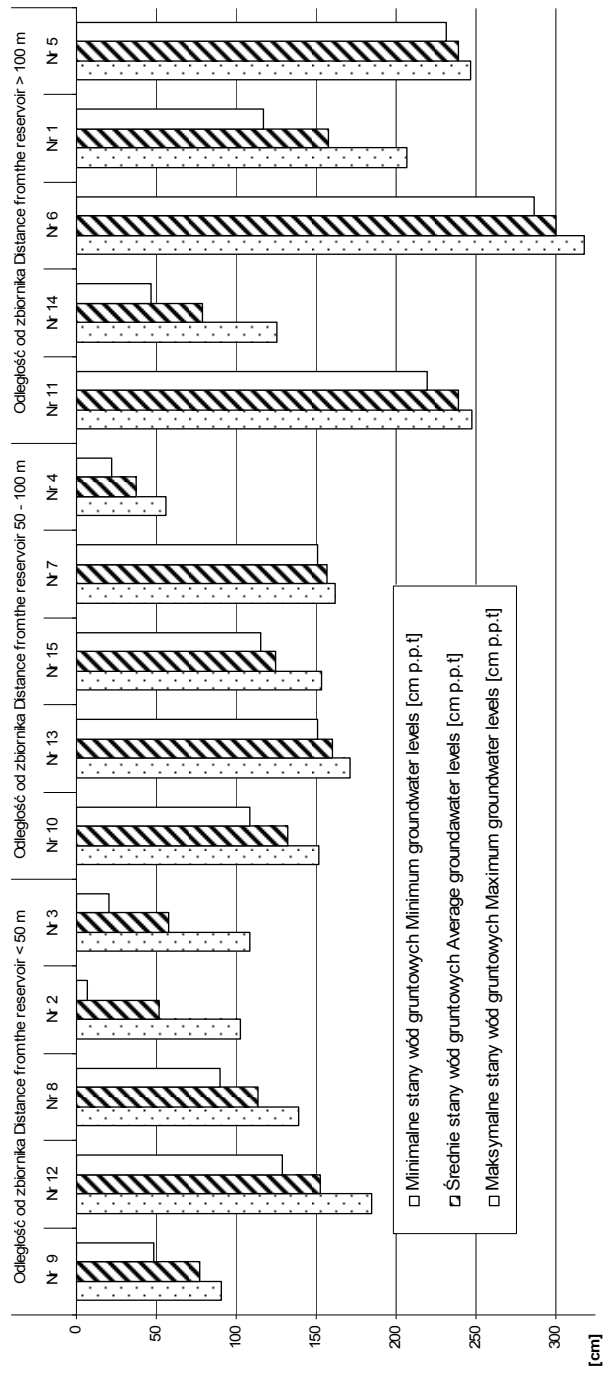 Odległość od zbiornika Distance fromthe reservoir < 50 m
Odległość od zbiornika Distance fromthe reservoir 50 - 100 m
Odległość od zbiornika Distance fromthe reservoir > 100 m
Nr 9
Nr 12
Nr 8
Nr 2
Nr 3
Nr 10
Nr 13
Nr 15
Nr 7
Nr 4
Nr 11
Nr 14
Nr 6
Nr 1
Nr 5
0
50
100
150
200
250
300
[cm]
Minimalne stany wód gruntowych Minimum groundwater levels [cm p.p.t]
Średnie stany wód gruntowych Average groundawater levels [cm p.p.t]
Maksymalne stany wód gruntowych Maximum groundwater levels [cm p.p.t]